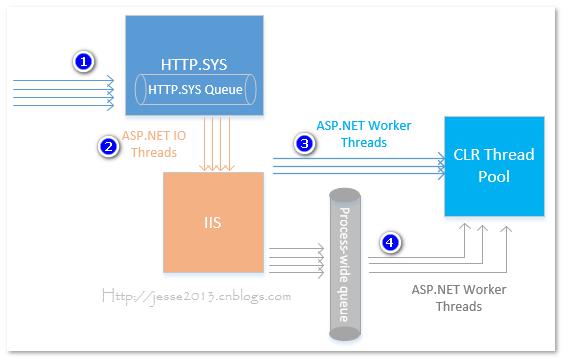 1
HTTP.SYS
HTTP.SYS Queue
2
ASP.NET IO
Threads
ASP.NET Worker
Threads
3
CLR Thread
Pool
IIS
Process-wide queue
4
ASP.NET Worker
Threads
Http://jesse2013.cnblogs.com